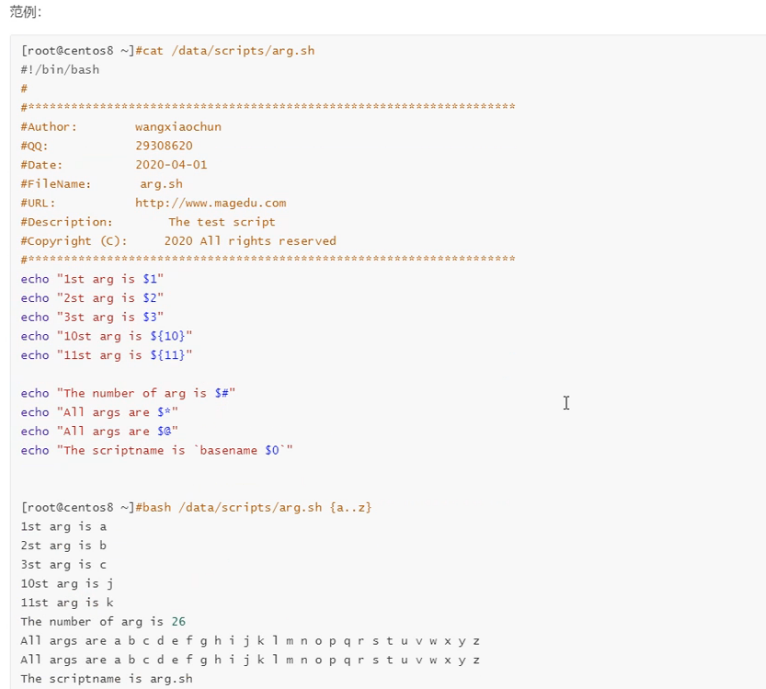 范例:
[root@centos8 ~]#cat /data/scripts/arg.sh
#!/bin/bash
#
#********************************************************************
#Author:        wangxiaochun
#QQ:            29308620
#Date:          2020-04-01
#FileName:       arg.sh
#URL:           http://www.magedu.com
#Description:       The test script
#Copyright (C):     2020 All rights reserved
#********************************************************************
echo "1st arg is $1"
echo "2st arg is $2"
echo "3st arg is $3"
echo "10st arg is ${10}"
echo "11st arg is ${11}"
echo "The number of arg is $#"
echo "All args are $*"
echo "All args are $@"
echo "The scriptname is `basename $0`"
[root@centos8 ~]#bash /data/scripts/arg.sh {a..z}
1st arg is a
2st arg is b
3st arg is c
10st arg is j
11st arg is k
The number of arg is 26
All args are a b c d e f g h i j k l m n o p q r s t u v w x y z
All args are a b c d e f g h i j k l m n o p q r s t u v w x y z
The scriptname is arg.sh